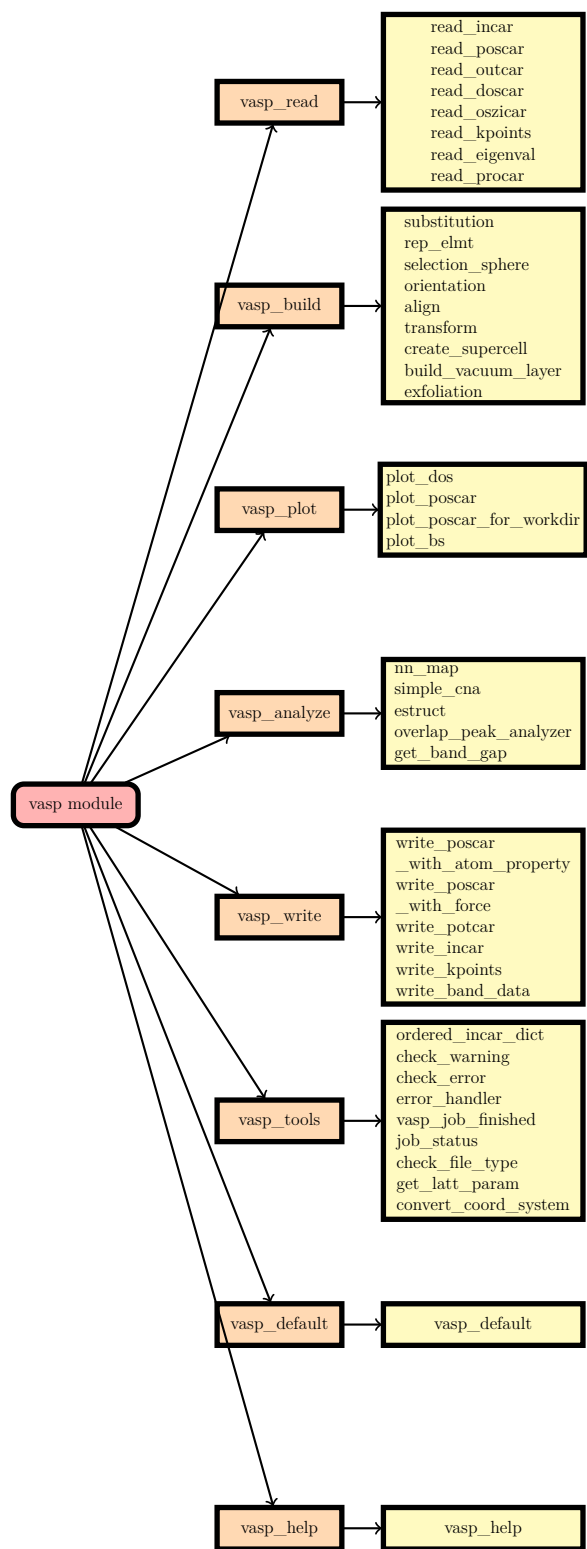 vasp module
vasp_read
read_incar
read_poscar
read_outcar
read_doscar
read_oszicar
read_kpoints
read_eigenval
read_procar
vasp_build
substitution
rep_elmt
selection_sphere
orientation
align
transform
create_supercell
build_vacuum_layer
exfoliation
vasp_plot
plot_dos
plot_poscar
plot_poscar_for_workdir
plot_bs
vasp_analyze
nn_map
simple_cna
estruct
overlap_peak_analyzer
get_band_gap
vasp_write
write_poscar
_with_atom_property
write_poscar
_with_force
write_potcar
write_incar
write_kpoints
write_band_data
vasp_tools
ordered_incar_dict
check_warning
check_error
error_handler
vasp_job_finished
job_status
check_file_type
get_latt_param
convert_coord_system
vasp_default
vasp_default
vasp_help
vasp_help